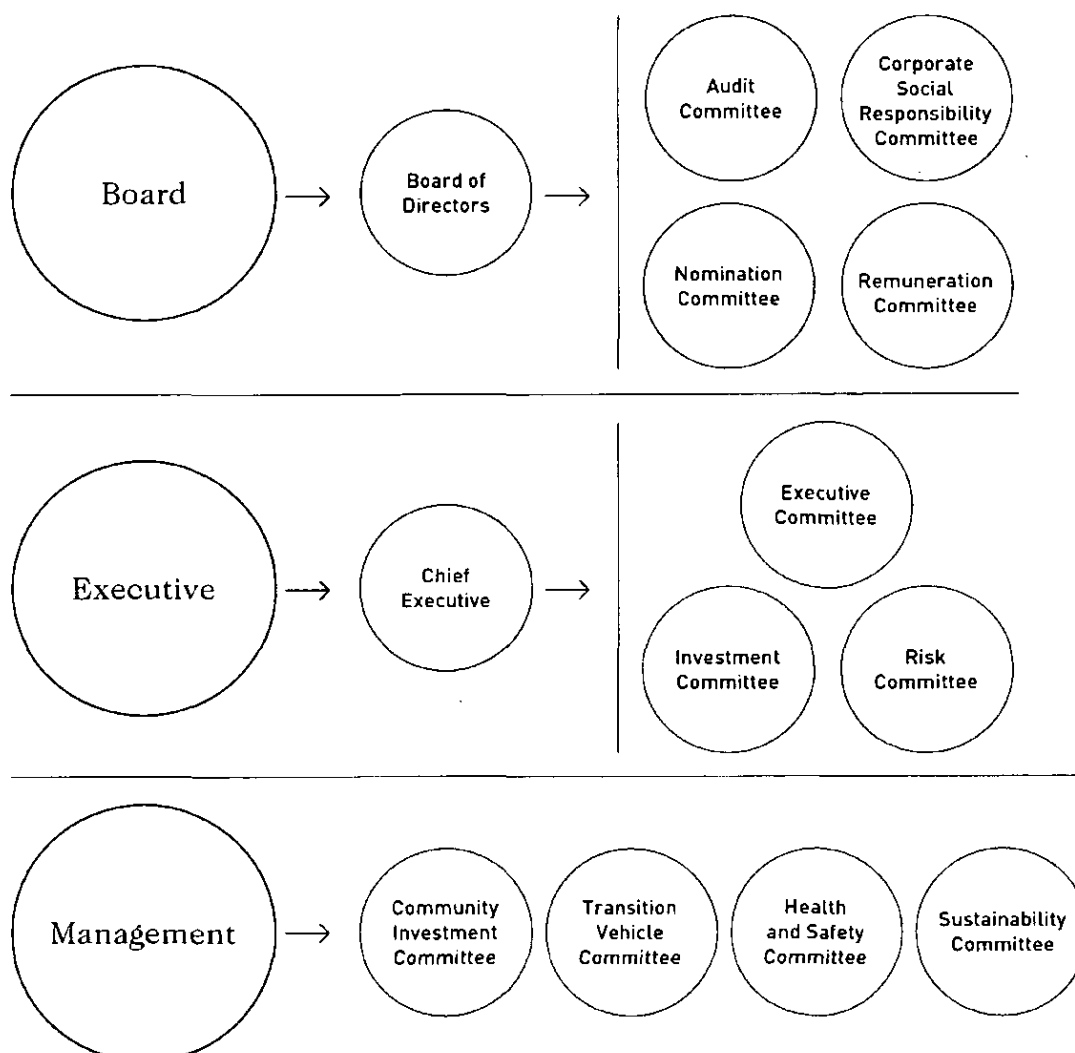 Board
Board of
Directors
Audit
Committee
Corporate
Social
Responsibility
Committee
Nomination
Committee
Remuneration
Committee
Executive
Chief
Executive
Executive
Committee
Investment
Committee
Risk
Committee
Management
Community
Investment
Committee
Transition
Vehicle
Committee
Health
and Safety
Committee
Sustainability
Committee